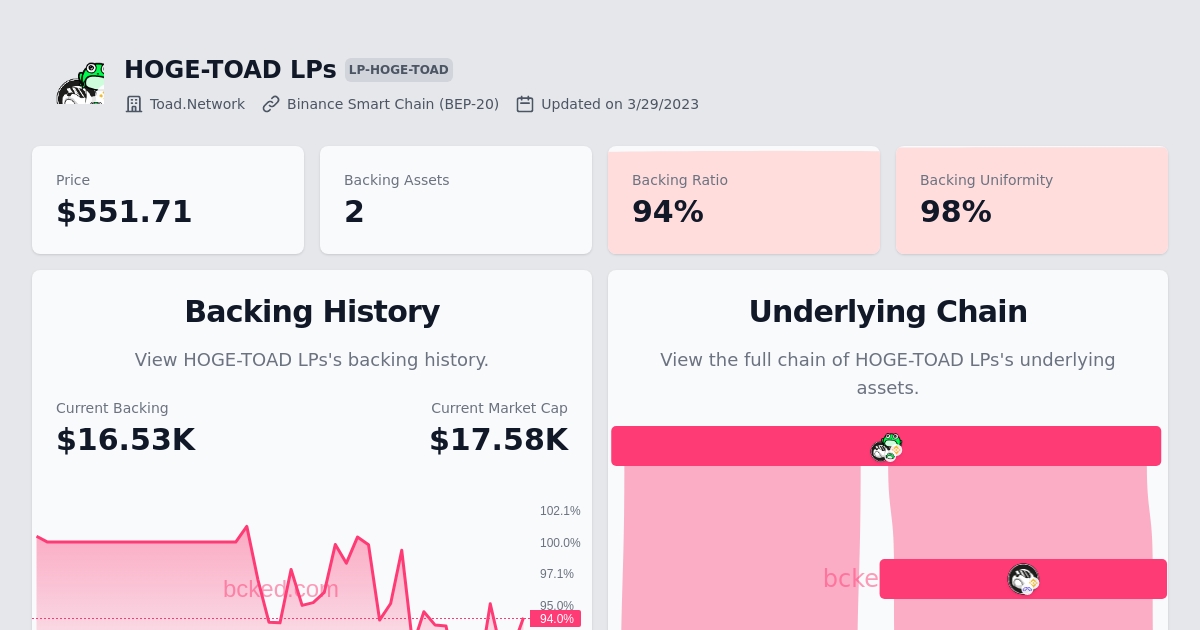 HOGE-TOAD LPs LP-HOGE-TOAD
Toad.Network Binance Smart Chain (BEP-20) Updated on 3/29/2023
Price
$551.71
Backing Assets
2
Backing Ratio
94%
Backing Uniformity
98%
Backing History
View HOGE-TOAD LPs's backing history.
Current Backing
$16.53K
Current Market Cap
$17.58K
102.1%
100.0%
97.1%
95.0%
94.0%
bcked.com
Underlying Chain
View the full chain of HOGE-TOAD LPs's underlying
assets.
bcke